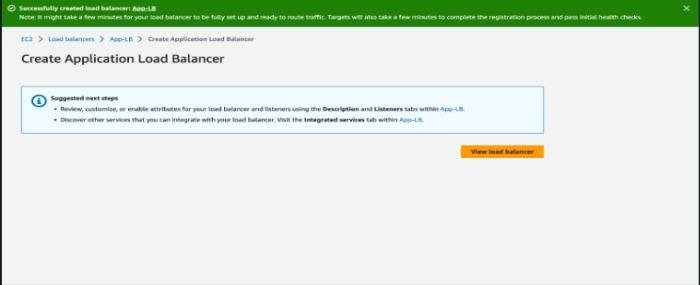 Successfully created load balancer: App-LB
Note: It might take a few minutes for your load balancer to be fully set up and ready to route traffic. Targets will also take a few minutes to complete the registration process and pass initial health checks.
EC2 > Load balancers > App-LB > Create Application Load Balancer
Create Application Load Balancer
Suggested next steps
• Review, customize, or enable attributes for your load balancer and listeners using the Description and Listeners tabs within App-LB.
• Discover other services that you can integrate with your load balancer. Visit the Integrated services tab within App-LB.
View load balancer